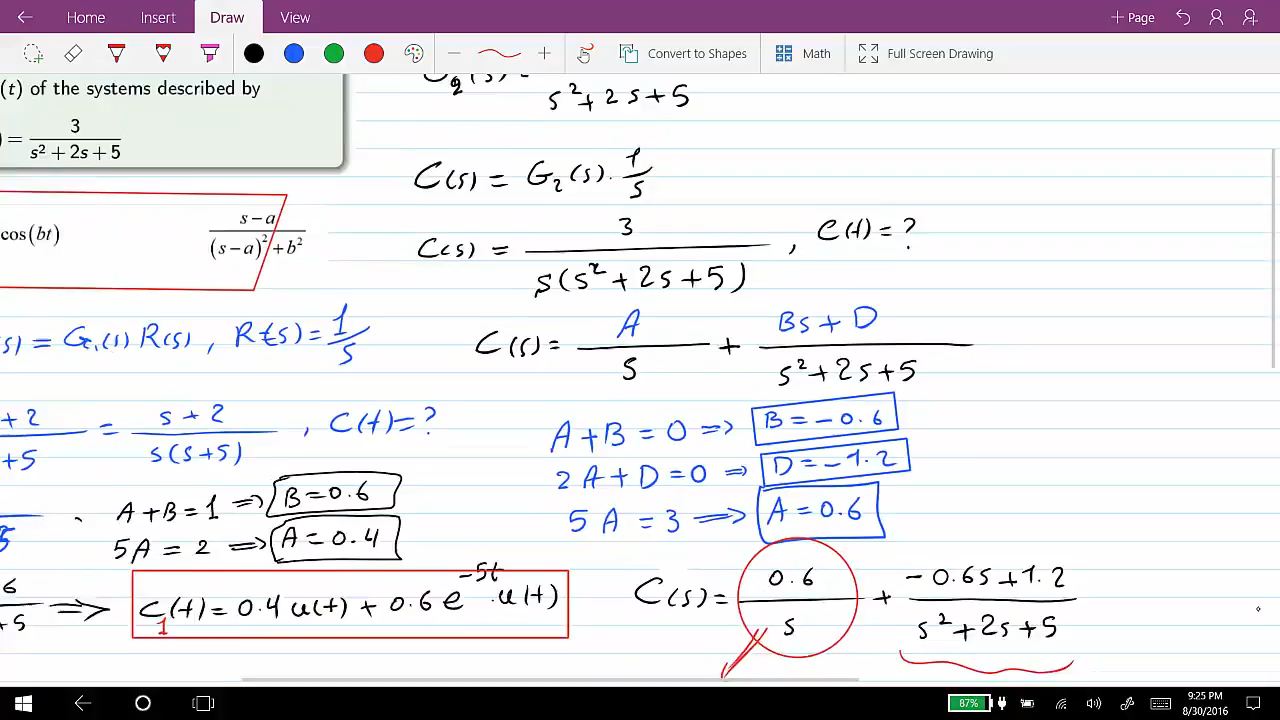 Home Insert Draw View + Page
Convert to Shapes Math Full Screen Drawing
(t) of the systems described by
) = 3 / (s² + 2s + 5)
cos(bt) (s − a) / ((s − a)² + b²)
s² + 2s + 5
C(s) = G₂(s) · 1/s
C(s) = 3 / (s(s² + 2s + 5)) , C(t) = ?
(s) = G₁(s) R(s) , R(s) = 1/s
C(s) = A/s + (Bs + D) / (s² + 2s + 5)
+ 2 / + 5 = (s + 2) / (s(s + 5)) , C(t) = ?
A + B = 0 => B = −0.6
2A + D = 0 => D = −1.2
5A = 3 => A = 0.6
A + B = 1 => B = 0.6
5A = 2 => A = 0.4
6 / + 5 => C₁(t) = 0.4 u(t) + 0.6 e^(−5t) · u(t)
C(s) = 0.6/s + (−0.6s + 1.2) / (s² + 2s + 5)
87% 9:25 PM
8/30/2016